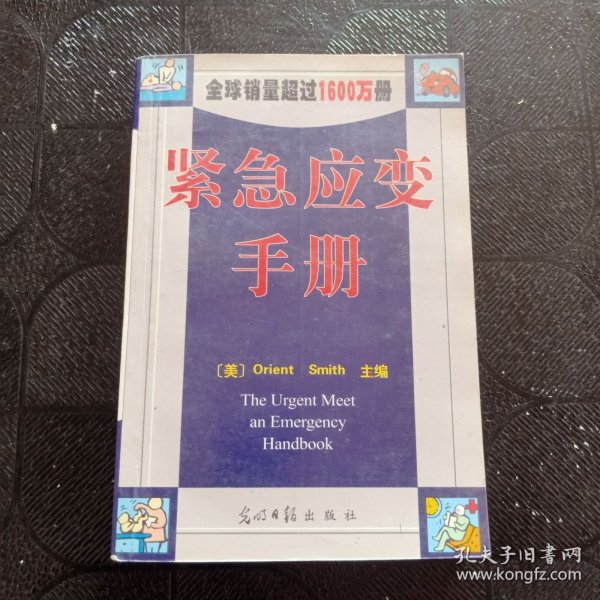 全球销量超过1600万册
紧急应变
手册
〔美〕Orient Smith 主编
The Urgent Meet
an Emergency
Handbook
光明日报出版社
孔夫子旧书网
www.kongfz.com